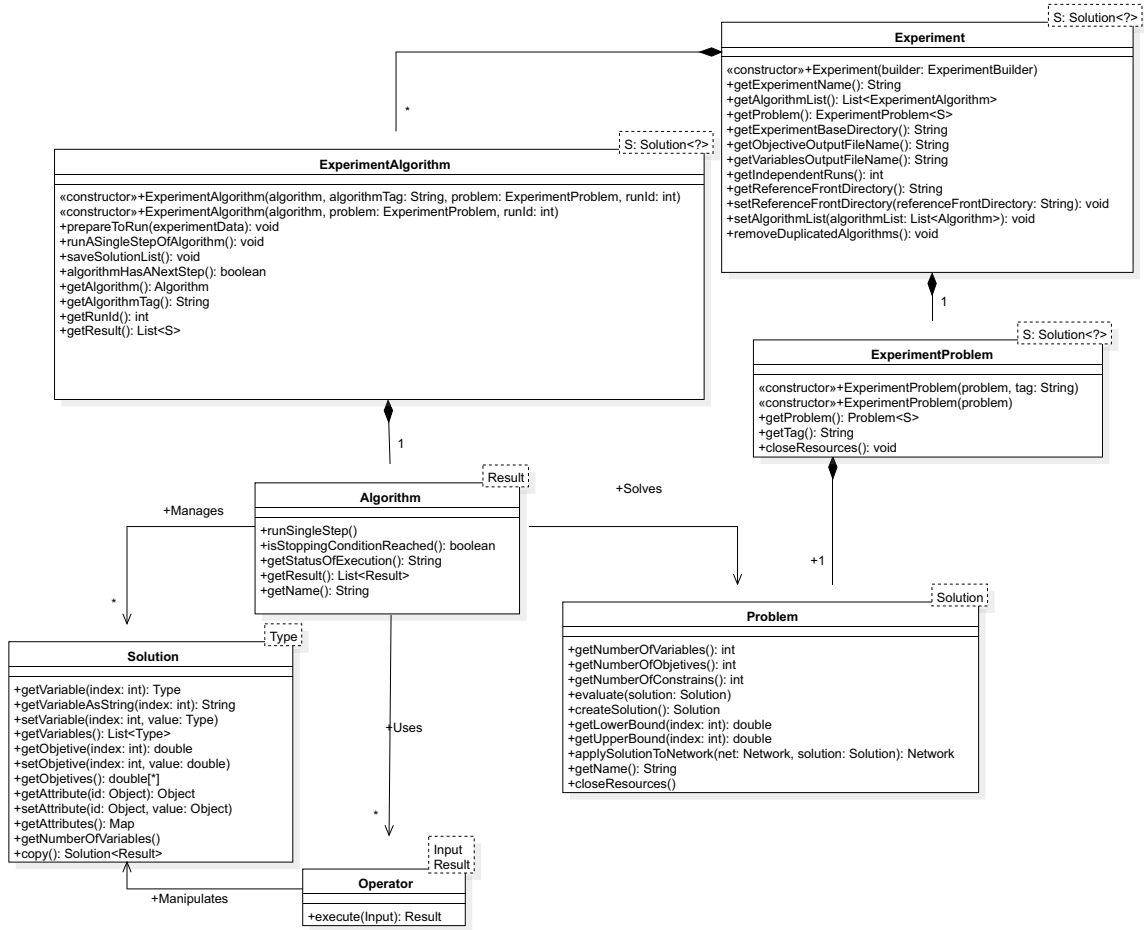 S: Solution<?>
Experiment
«constructor»+Experiment(builder: ExperimentBuilder)
+getExperimentName(): String
+getAlgorithmList(): List<ExperimentAlgorithm>
+getProblem(): ExperimentProblem<S>
+getExperimentBaseDirectory(): String
+getObjectiveOutputFileName(): String
+getVariablesOutputFileName(): String
+getIndependentRuns(): int
+getReferenceFrontDirectory(): String
+setReferenceFrontDirectory(referenceFrontDirectory: String): void
+setAlgorithmList(algorithmList: List<Algorithm>): void
+removeDuplicatedAlgorithms(): void
*
S: Solution<?>
ExperimentAlgorithm
«constructor»+ExperimentAlgorithm(algorithm, algorithmTag: String, problem: ExperimentProblem, runId: int)
«constructor»+ExperimentAlgorithm(algorithm, problem: ExperimentProblem, runId: int)
+prepareToRun(experimentData): void
+runASingleStepOfAlgorithm(): void
+saveSolutionList(): void
+algorithmHasANextStep(): boolean
+getAlgorithm(): Algorithm
+getAlgorithmTag(): String
+getRunId(): int
+getResult(): List<S>
1
S: Solution<?>
ExperimentProblem
«constructor»+ExperimentProblem(problem, tag: String)
«constructor»+ExperimentProblem(problem)
+getProblem(): Problem<S>
+getTag(): String
+closeResources(): void
1
Result
Algorithm
+runSingleStep()
+isStoppingConditionReached(): boolean
+getStatusOfExecution(): String
+getResult(): List<Result>
+getName(): String
+Manages
*
+Solves
+1
Solution
Problem
+getNumberOfVariables(): int
+getNumberOfObjetives(): int
+getNumberOfConstrains(): int
+evaluate(solution: Solution)
+createSolution(): Solution
+getLowerBound(index: int): double
+getUpperBound(index: int): double
+applySolutionToNetwork(net: Network, solution: Solution): Network
+getName(): String
+closeResources()
Type
Solution
+getVariable(index: int): Type
+getVariableAsString(index: int): String
+setVariable(index: int, value: Type)
+getVariables(): List<Type>
+getObjetive(index: int): double
+setObjetive(index: int, value: double)
+getObjetives(): double[*]
+getAttribute(id: Object): Object
+setAttribute(id: Object, value: Object)
+getAttributes(): Map
+getNumberOfVariables()
+copy(): Solution<Result>
+Uses
*
Input
Result
Operator
+execute(Input): Result
+Manipulates